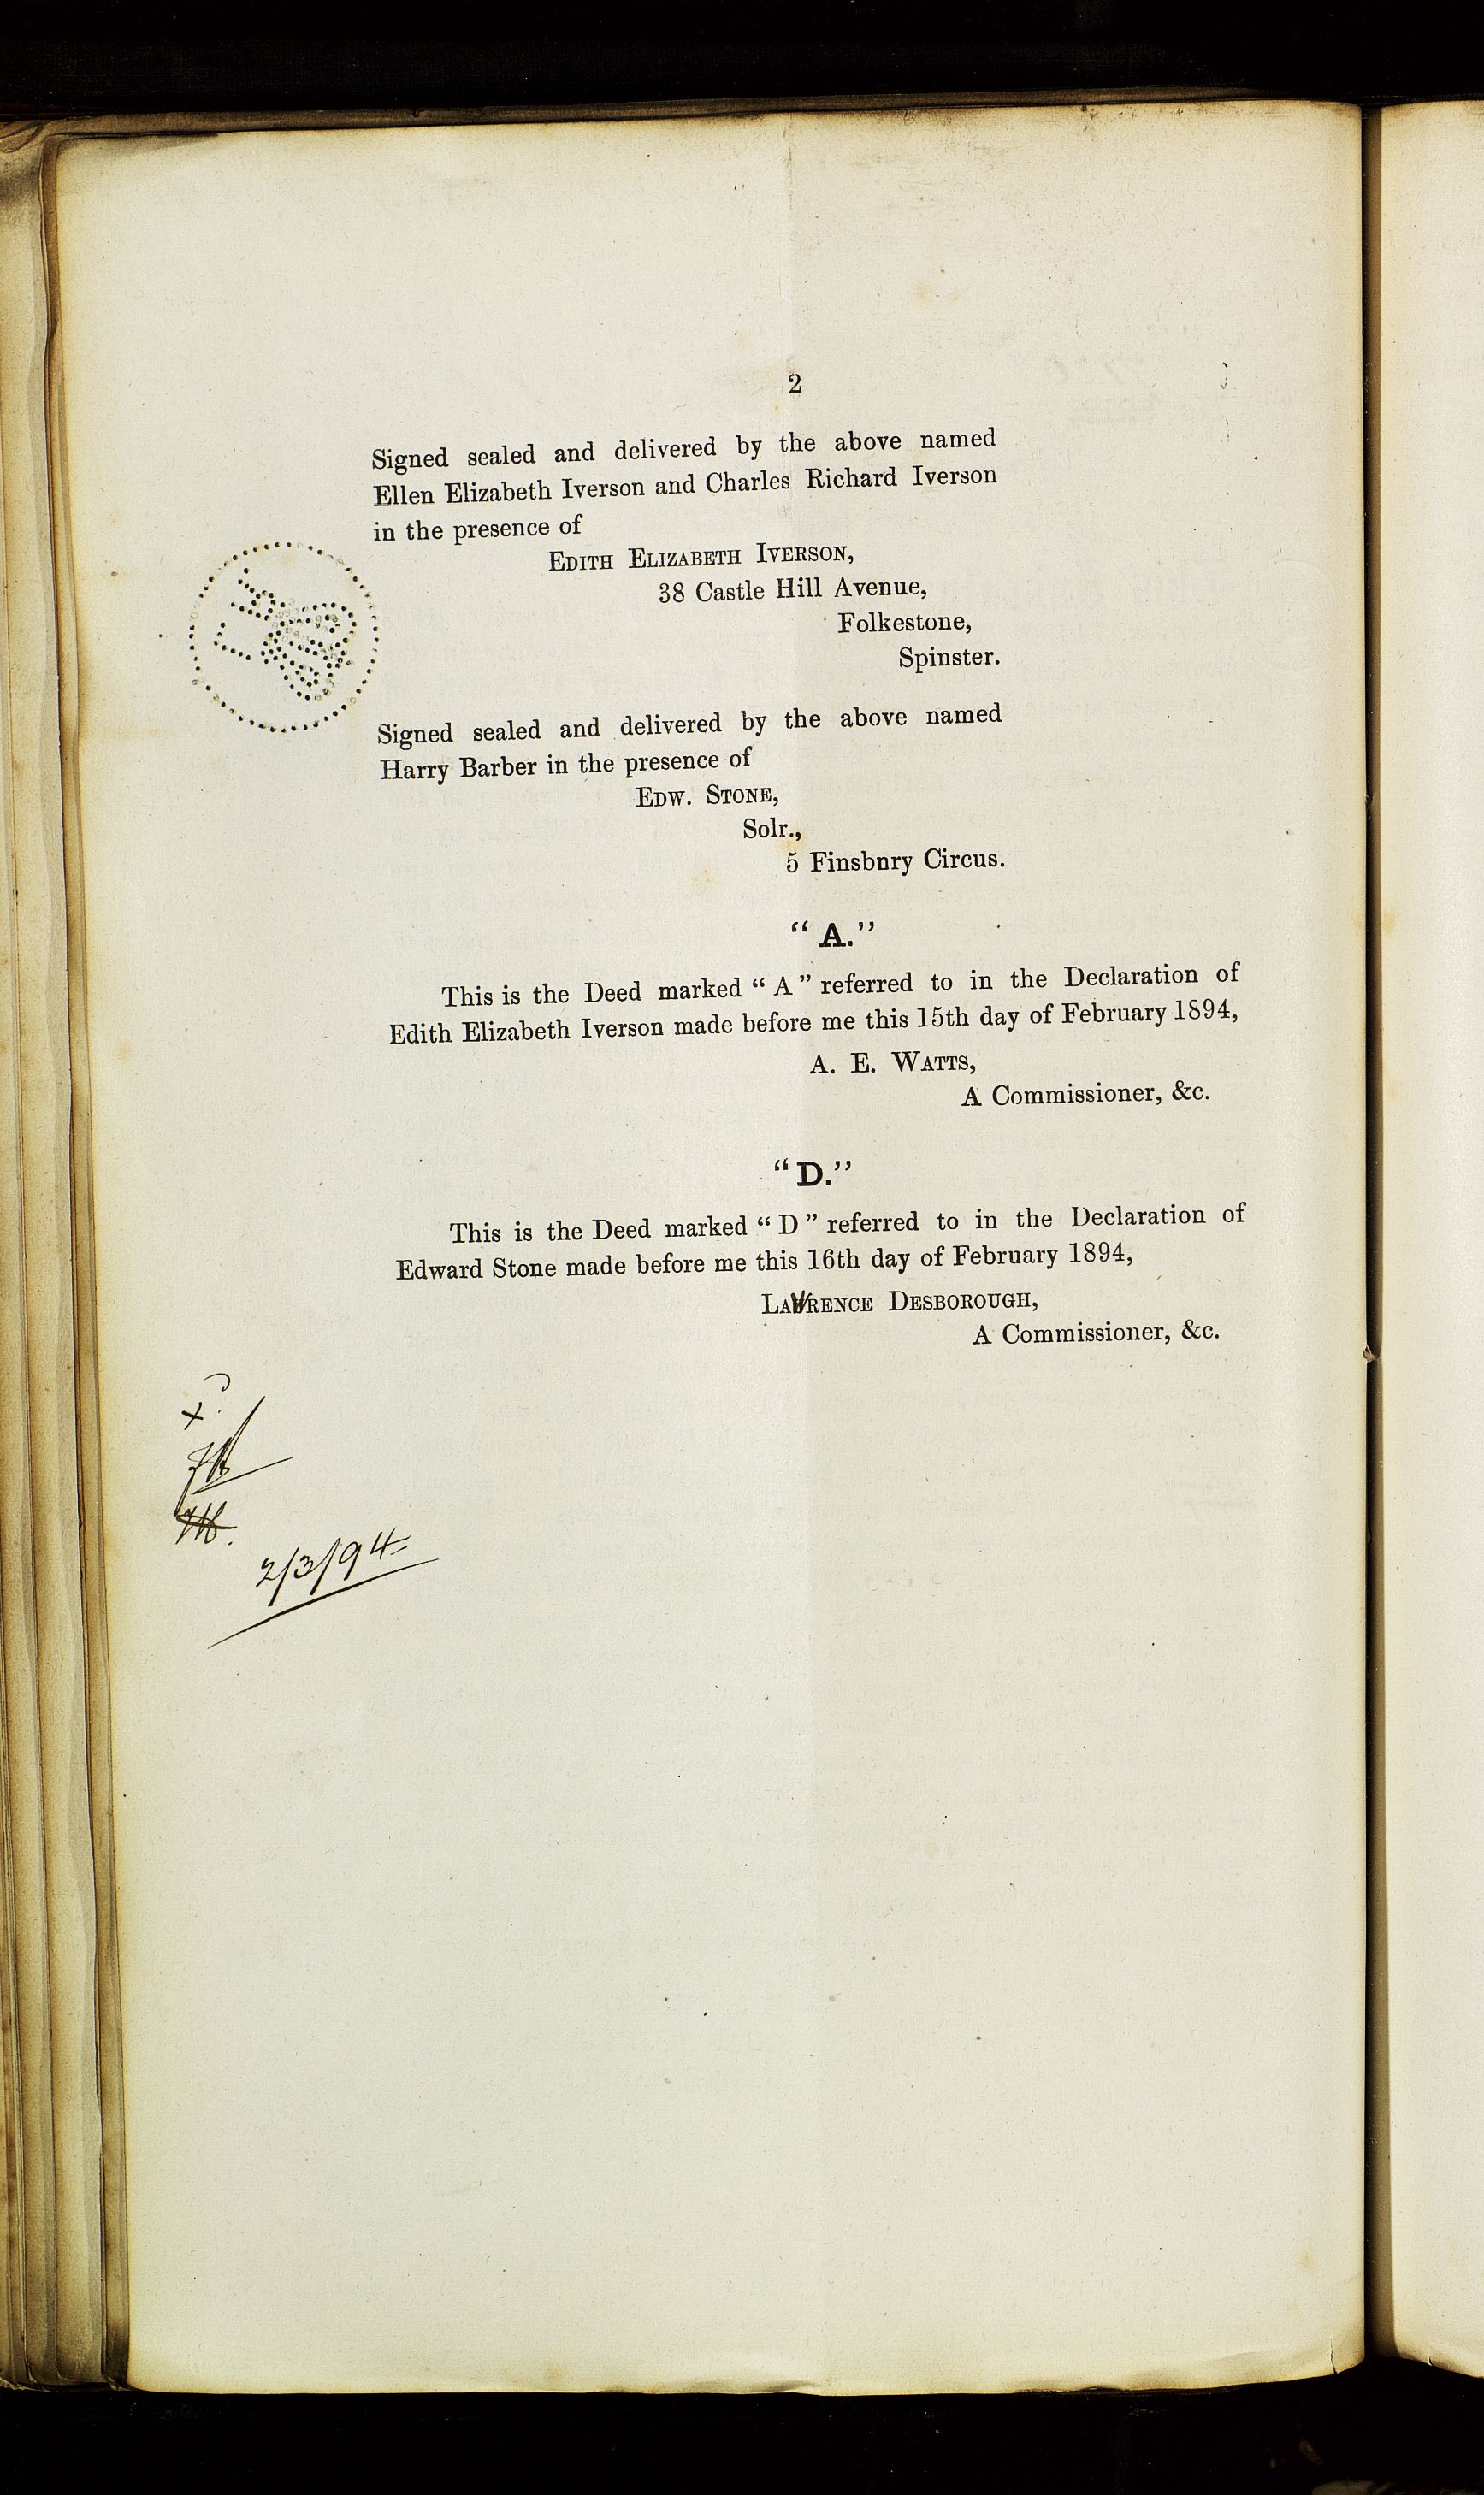 2
Signed sealed and delivered by the above named
Ellen Elizabeth Iverson and Charles Richard Iverson
in the presence of
EDITH ELIZABETH IVERSON,
38 Castle Hill Avenue,
Folkestone,
Spinster.
Signed sealed and delivered by the above named
Harry Barber in the presence of
EDW. STONE,
Solr.,
5 Finsbnry Circus.
“ A.”
This is the Deed marked “ A ” referred to in the Declaration of
Edith Elizabeth Iverson made before me this 15th day of February 1894,
A. E. WATTS,
A Commissioner, &c.
“ D.”
This is the Deed marked “ D ” referred to in the Declaration of
Edward Stone made before me this 16th day of February 1894,
LAWRENCE DESBOROUGH,
A Commissioner, &c.
2/3/94